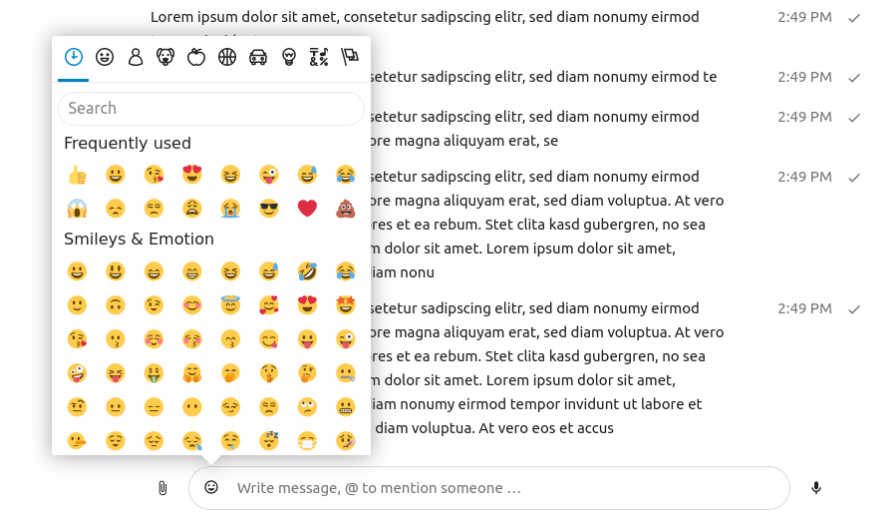 Lorem ipsum dolor sit amet, consetetur sadipscing elitr, sed diam nonumy eirmod 2:49 PM
Search
Frequently used
Smileys & Emotion
setetur sadipscing elitr, sed diam nonumy eirmod te 2:49 PM
setetur sadipscing elitr, sed diam nonumy eirmod 2:49 PM
ore magna aliquyam erat, se
setetur sadipscing elitr, sed diam nonumy eirmod 2:49 PM
ore magna aliquyam erat, sed diam voluptua. At vero
res et ea rebum. Stet clita kasd gubergren, no sea
m dolor sit amet. Lorem ipsum dolor sit amet,
iam nonu
setetur sadipscing elitr, sed diam nonumy eirmod 2:49 PM
ore magna aliquyam erat, sed diam voluptua. At vero
res et ea rebum. Stet clita kasd gubergren, no sea
m dolor sit amet. Lorem ipsum dolor sit amet,
iam nonumy eirmod tempor invidunt ut labore et
diam voluptua. At vero eos et accus
Write message, @ to mention someone …